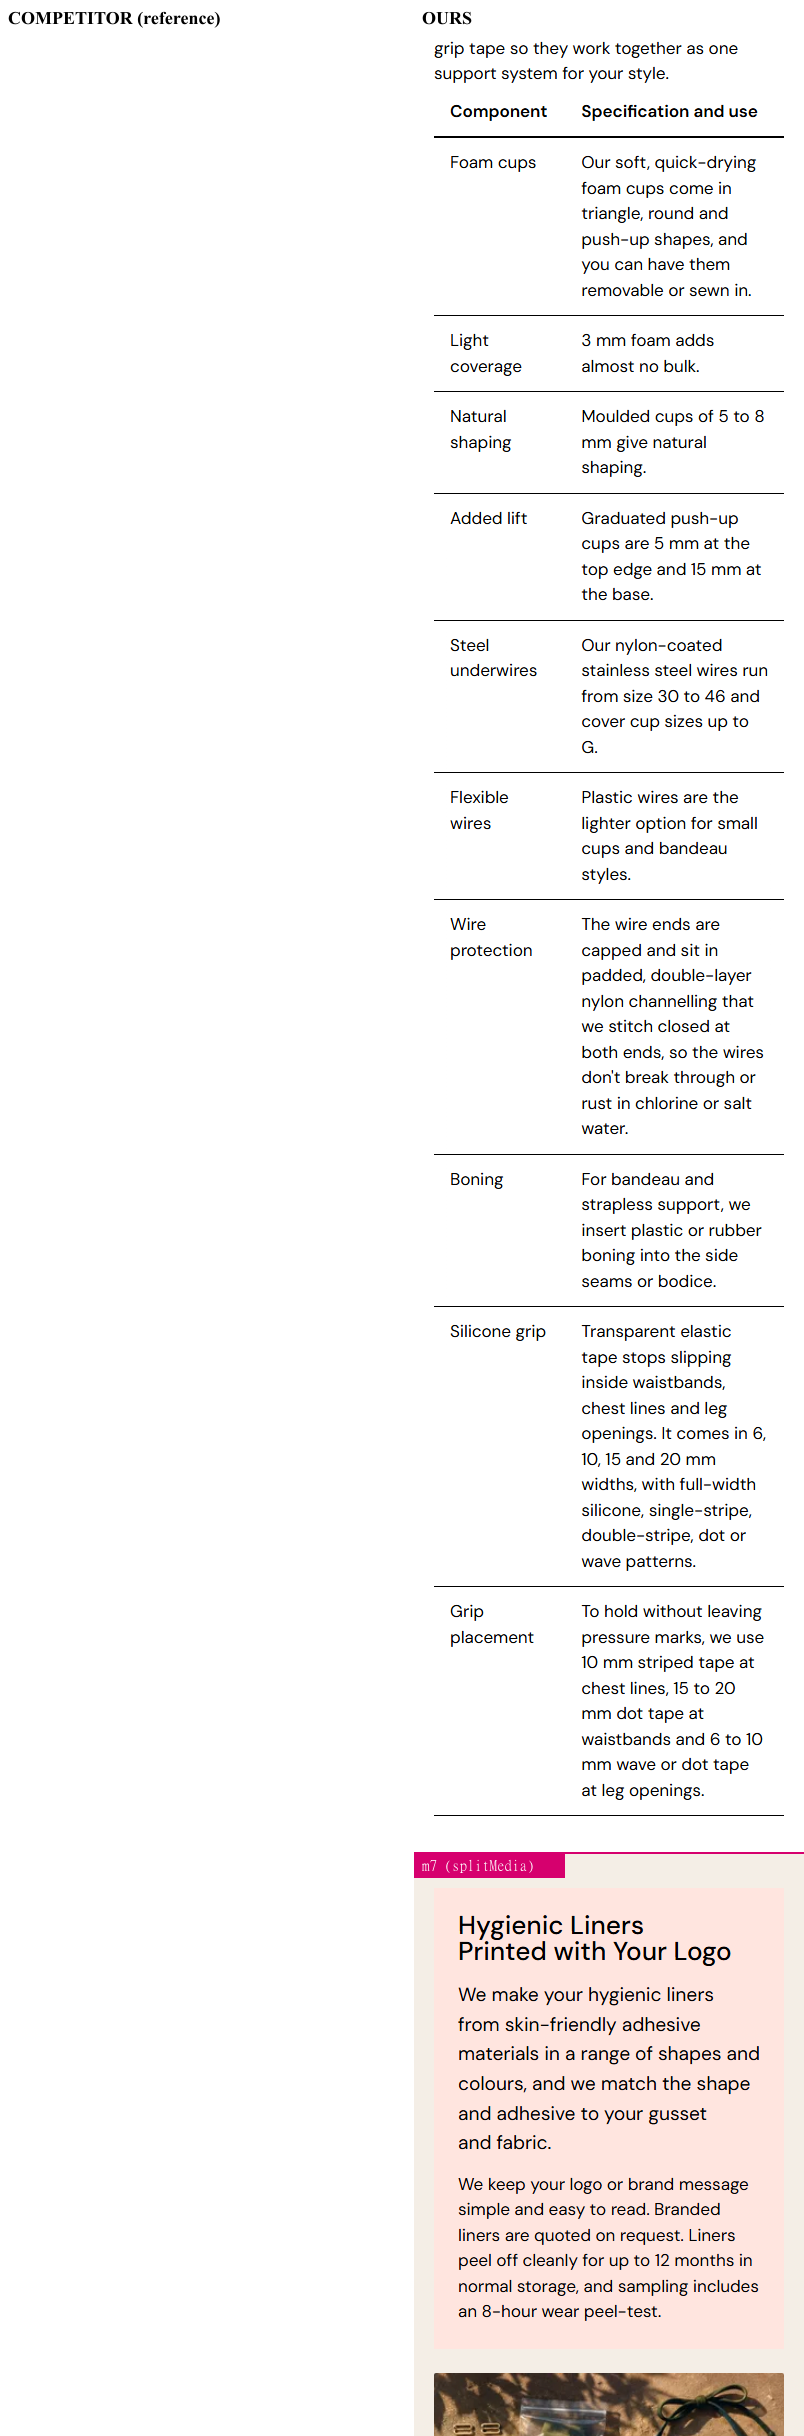 COMPETITOR (reference)
OURS
grip tape so they work together as one
support system for your style.
Component
Specification and use
Foam cups
Our soft, quick-drying
foam cups come in
triangle, round and
push-up shapes, and
you can have them
removable or sewn in.
Light
coverage
3 mm foam adds
almost no bulk.
Natural
shaping
Moulded cups of 5 to 8
mm give natural
shaping.
Added lift
Graduated push-up
cups are 5 mm at the
top edge and 15 mm at
the base.
Steel
underwires
Our nylon-coated
stainless steel wires run
from size 30 to 46 and
cover cup sizes up to
G.
Flexible
wires
Plastic wires are the
lighter option for small
cups and bandeau
styles.
Wire
protection
The wire ends are
capped and sit in
padded, double-layer
nylon channelling that
we stitch closed at
both ends, so the wires
don't break through or
rust in chlorine or salt
water.
Boning
For bandeau and
strapless support, we
insert plastic or rubber
boning into the side
seams or bodice.
Silicone grip
Transparent elastic
tape stops slipping
inside waistbands,
chest lines and leg
openings. It comes in 6,
10, 15 and 20 mm
widths, with full-width
silicone, single-stripe,
double-stripe, dot or
wave patterns.
Grip
placement
To hold without leaving
pressure marks, we use
10 mm striped tape at
chest lines, 15 to 20
mm dot tape at
waistbands and 6 to 10
mm wave or dot tape
at leg openings.
m7 (splitMedia)
Hygienic Liners
Printed with Your Logo
We make your hygienic liners
from skin-friendly adhesive
materials in a range of shapes and
colours, and we match the shape
and adhesive to your gusset
and fabric.
We keep your logo or brand message
simple and easy to read. Branded
liners are quoted on request. Liners
peel off cleanly for up to 12 months in
normal storage, and sampling includes
an 8-hour wear peel-test.